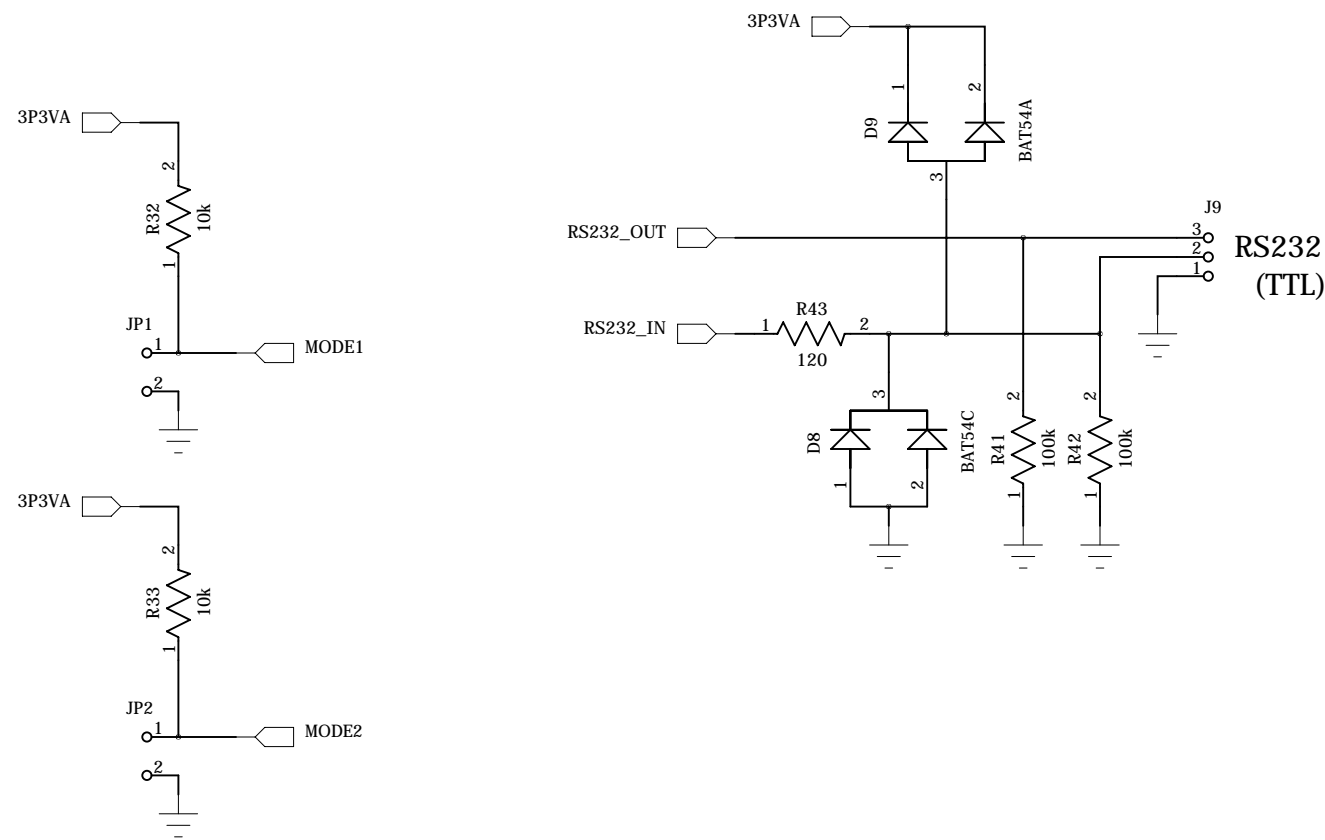 3P3VA
2
R32
10k
1
JP1
1
MODE1
2
3P3VA
2
R33
10k
1
JP2
1
MODE2
2
3P3VA
1
2
D9
BAT54A
3
RS232_OUT
J9
3
2
1
RS232
(TTL)
RS232_IN
1
R43
2
120
3
D8
BAT54C
1
2
2
R41
100k
1
2
R42
100k
1